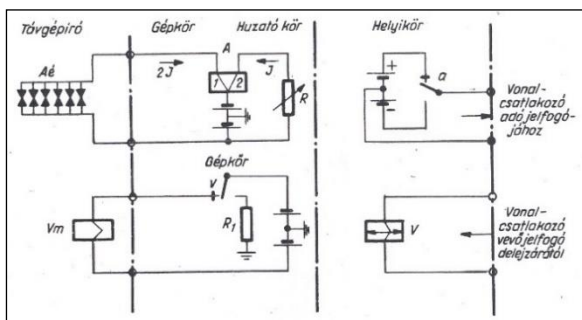 Távgépíró
Gépkör
Huzató kör
Helyikör
Aé
2J
A
J
1
2
R
+
-
a
Vonal-
csatlakozó
adó jelfogó-
jához
Gépkör
Vm
v
R1
V
Vonal-
csatlakozó
vevő jelfogó
delejzárától